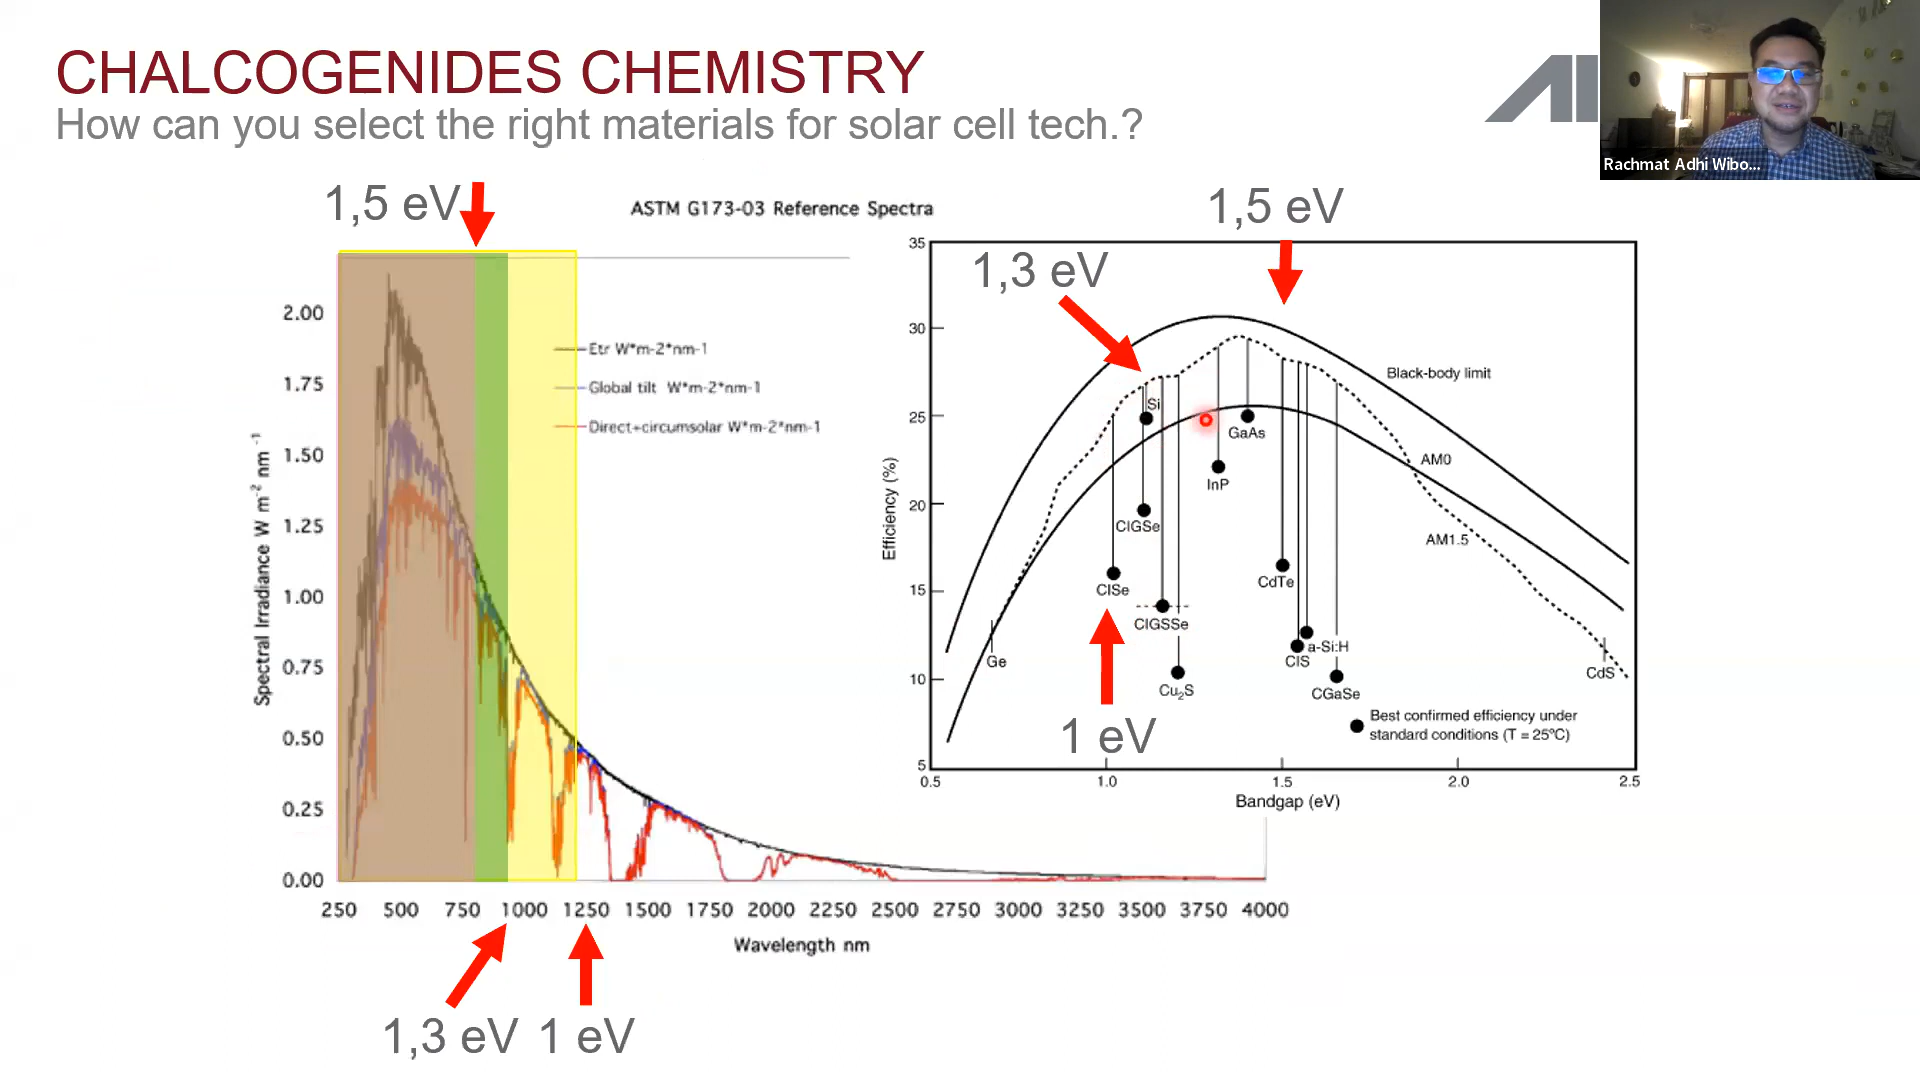 CHALCOGENIDES CHEMISTRY
How can you select the right materials for solar cell tech.?
Rachmat Adhi Wibo...
1,5 eV
ASTM G173-03 Reference Spectra
2.00
1.75
1.50
1.25
1.00
0.75
0.50
0.25
0.00
Spectral Irradiance W m-2 nm-1
Etr W*m-2*nm-1
Global tilt W*m-2*nm-1
Direct+circumsolar W*m-2*nm-1
250 500 750 1000 1250 1500 1750 2000 2250 2500 2750 3000 3250 3500 3750 4000
Wavelength nm
1,3 eV 1 eV
1,5 eV
1,3 eV
35
30
25
20
15
10
5
Efficiency (%)
Black-body limit
AM0
AM1.5
Si
GaAs
InP
CIGSe
CISe
CIGSSe
Cu2S
CdTe
a-Si:H
CIS
CGaSe
Ge
CdS
Best confirmed efficiency under
standard conditions (T = 25ºC)
1 eV
0.5 1.0 1.5 2.0 2.5
Bandgap (eV)